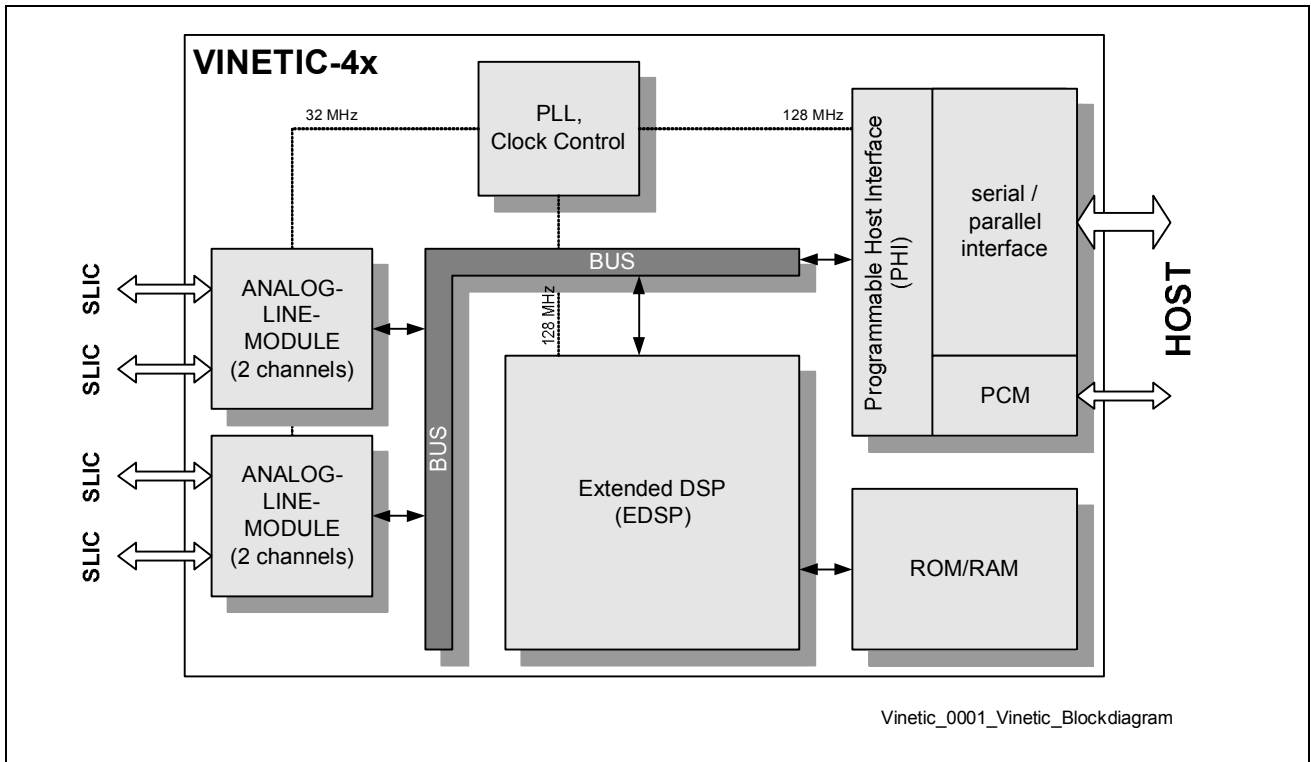 VINETIC-4x
PLL,
Clock Control
32 MHz
128 MHz
Programmable Host Interface
(PHI)
serial /
parallel
interface
PCM
HOST
SLIC
SLIC
ANALOG-
LINE-
MODULE
(2 channels)
BUS
BUS
128 MHz
SLIC
SLIC
ANALOG-
LINE-
MODULE
(2 channels)
Extended DSP
(EDSP)
ROM/RAM
Vinetic_0001_Vinetic_Blockdiagram